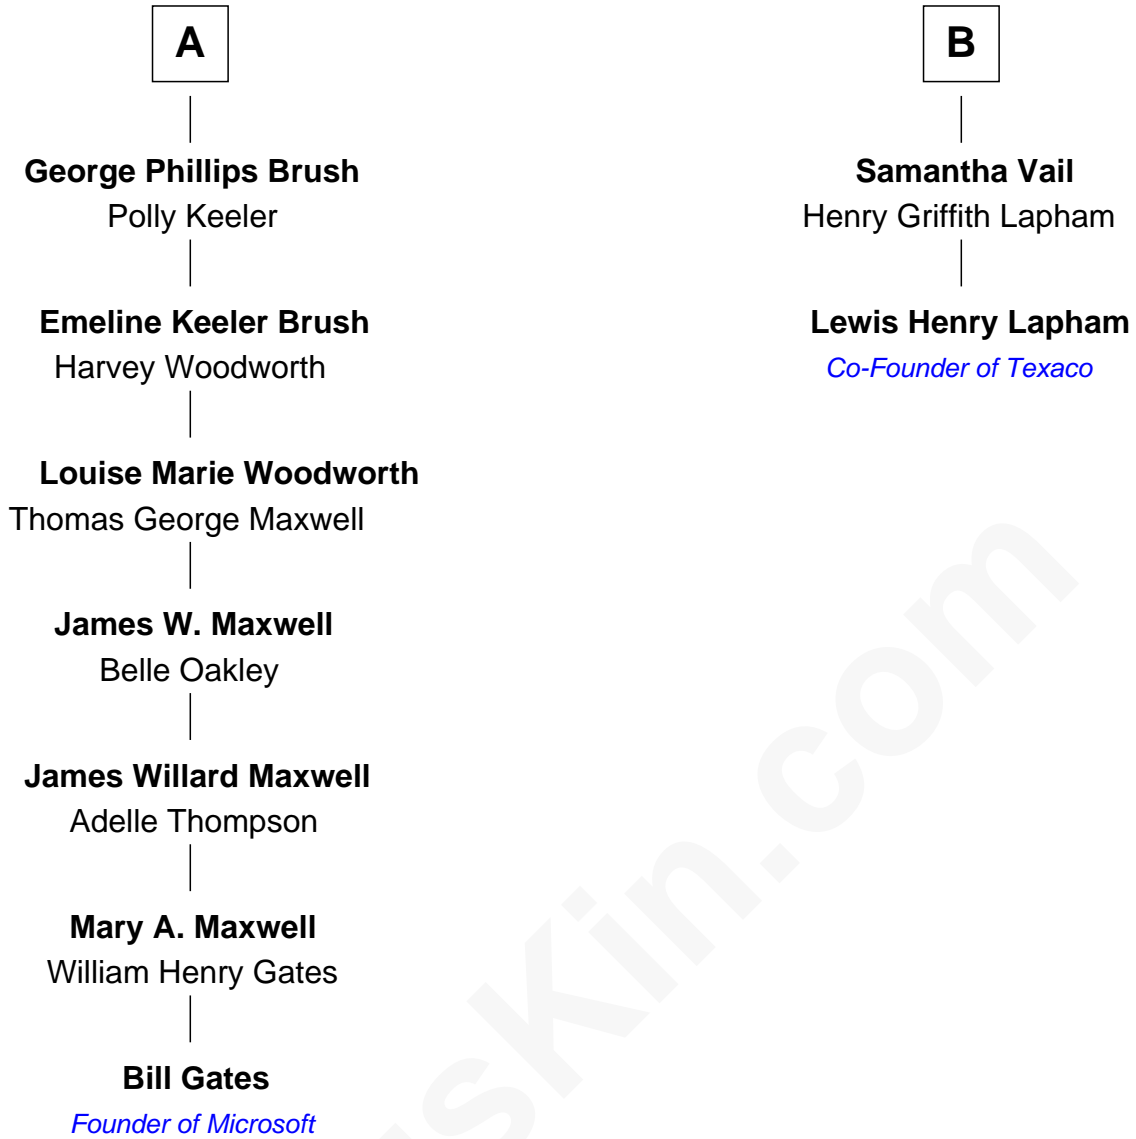 A
George Phillips Brush
Polly Keeler
Emeline Keeler Brush
Harvey Woodworth
Louise Marie Woodworth
Thomas George Maxwell
James W. Maxwell
Belle Oakley
James Willard Maxwell
Adelle Thompson
Mary A. Maxwell
William Henry Gates
Bill Gates
Founder of Microsoft
B
Samantha Vail
Henry Griffith Lapham
Lewis Henry Lapham
Co-Founder of Texaco
sKin.com